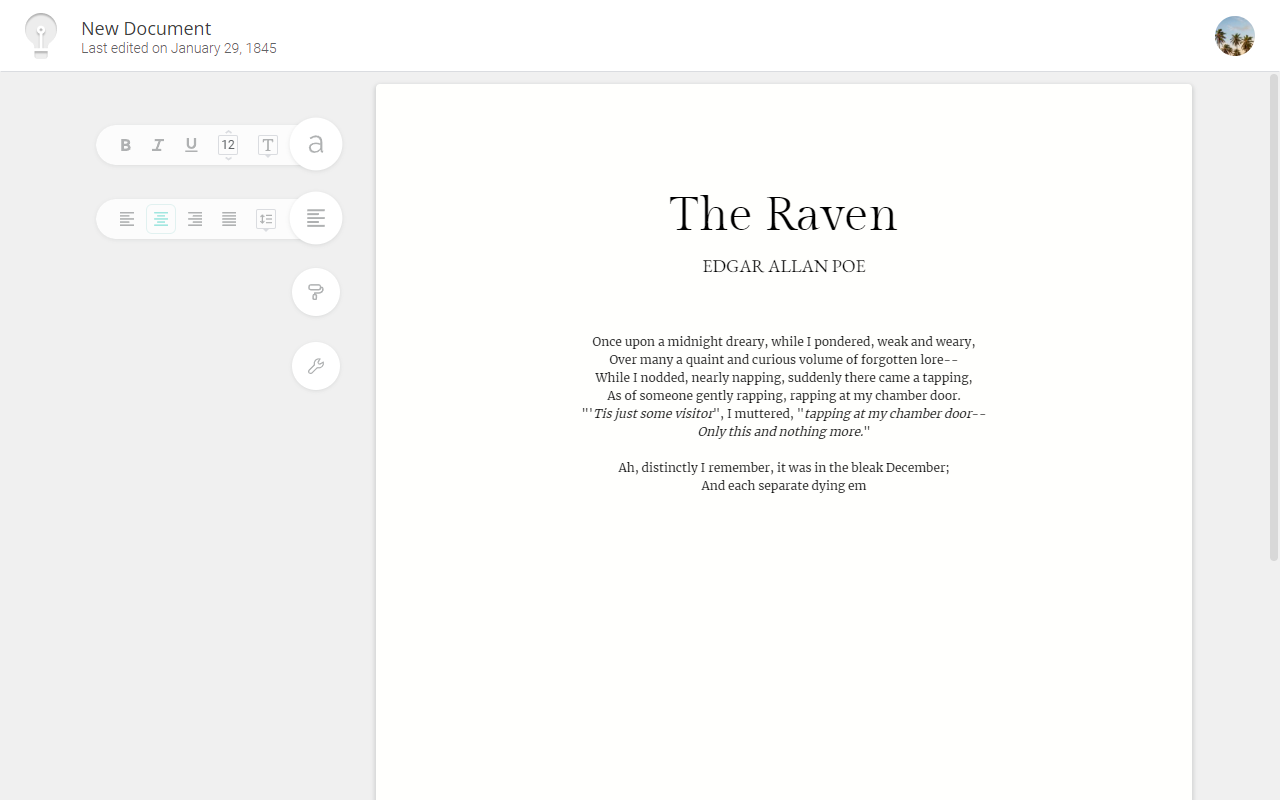 New Document
Last edited on January 29, 1845
B I U 12 T a
The Raven
EDGAR ALLAN POE
Once upon a midnight dreary, while I pondered, weak and weary,
Over many a quaint and curious volume of forgotten lore--
While I nodded, nearly napping, suddenly there came a tapping,
As of someone gently rapping, rapping at my chamber door.
"'Tis just some visitor", I muttered, "tapping at my chamber door--
Only this and nothing more."
Ah, distinctly I remember, it was in the bleak December;
And each separate dying em